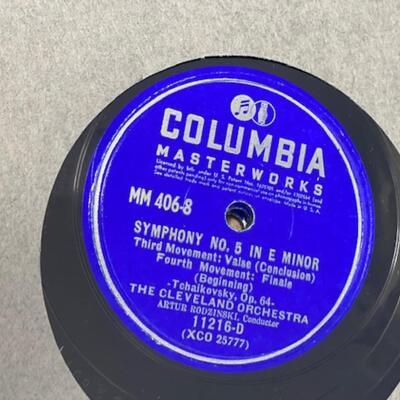 COLUMBIA
MASTERWORKS
MM 406-8
SYMPHONY NO. 5 IN E MINOR
Third Movement: Valse (Conclusion)
Fourth Movement: Finale
(Beginning)
-Tchaikovsky, Op. 64-
THE CLEVELAND ORCHESTRA
ARTUR RODZINSKI, Conductor
11216-D
(XCO 25777)